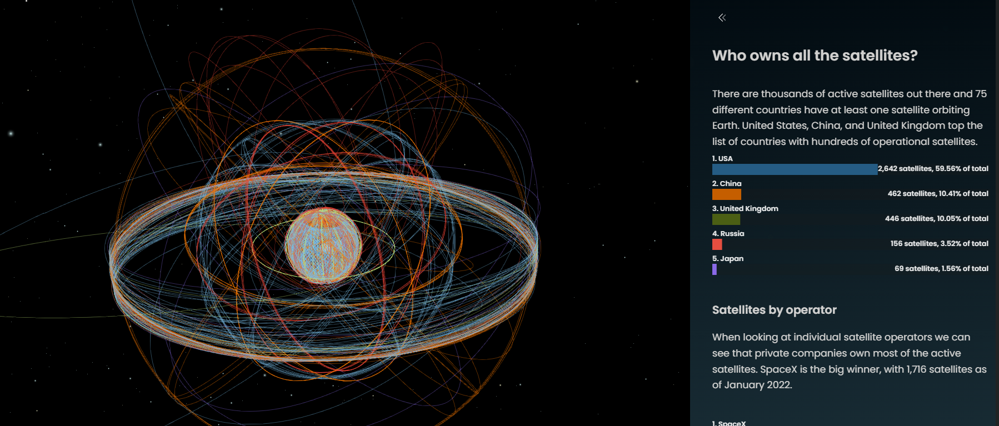 Who owns all the satellites?
There are thousands of active satellites out there and 75
different countries have at least one satellite orbiting
Earth. United States, China, and United Kingdom top the
list of countries with hundreds of operational satellites.
1. USA
2,642 satellites, 59.56% of total
2. China
462 satellites, 10.41% of total
3. United Kingdom
446 satellites, 10.05% of total
4. Russia
156 satellites, 3.52% of total
5. Japan
69 satellites, 1.56% of total
Satellites by operator
When looking at individual satellite operators we can
see that private companies own most of the active
satellites. SpaceX is the big winner, with 1,716 satellites as
of January 2022.
1. SpaceX